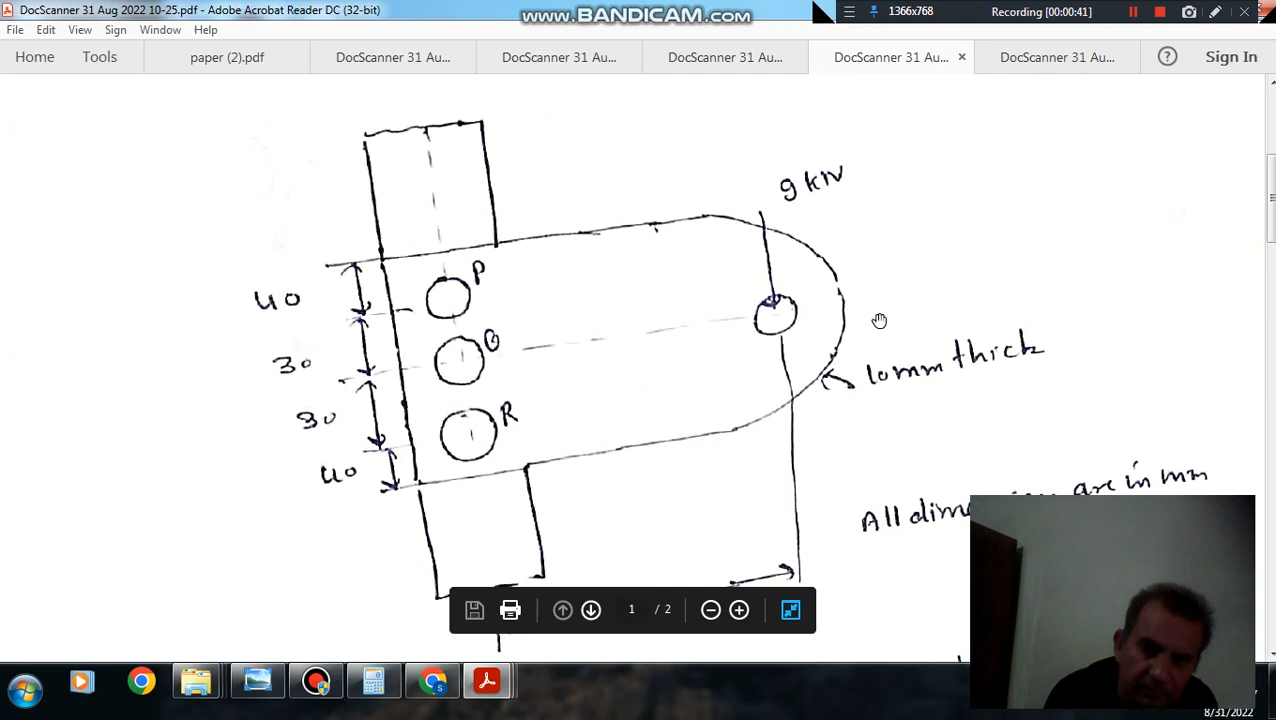 DocScanner 31 Aug 2022 10-25.pdf - Adobe Acrobat Reader DC (32-bit)
www.BANDICAM.com
1366x768
Recording [00:00:41]
File Edit View Sign Window Help
Home Tools paper (2).pdf DocScanner 31 Au... DocScanner 31 Au... DocScanner 31 Au... DocScanner 31 Au... × DocScanner 31 Au... ? Sign In
9 kN
P
40
Q
30
10mm thick
R
30
40
All are in mm
1 / 2
8/31/2022